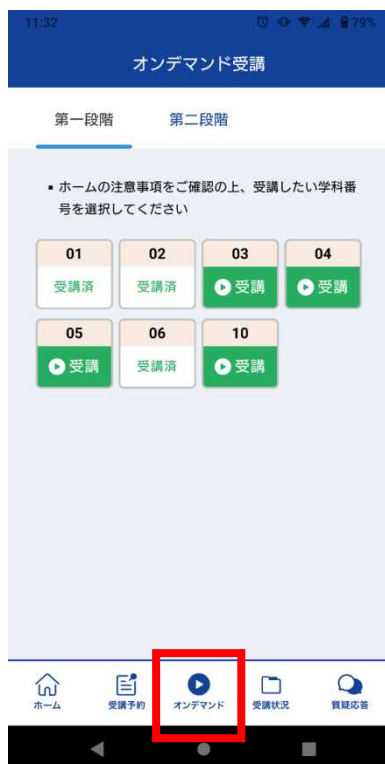 11:32 79%
オンデマンド受講
第一段階 第二段階
▪ ホームの注意事項をご確認の上、受講したい学科番
号を選択してください
01 02 03 04
受講済 受講済 受講 受講
05 06 10
受講 受講済 受講
ホーム 受講予約 オンデマンド 受講状況 質疑応答